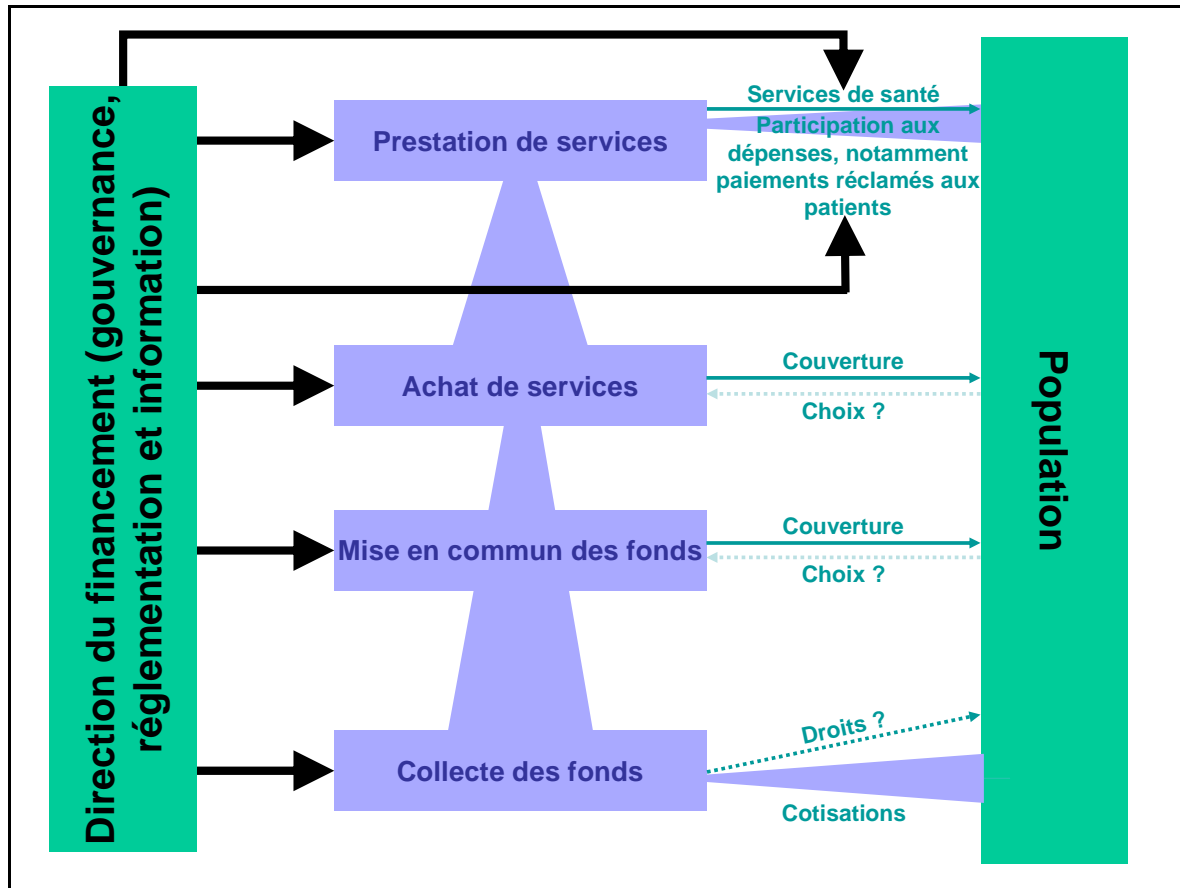 Direction du financement (gouvernance,
réglementation et information)
Prestation de services
Services de santé
Participation aux
dépenses, notamment
paiements réclamés aux
patients
Achat de services
Couverture
Choix ?
Mise en commun des fonds
Couverture
Choix ?
Collecte des fonds
Droits ?
Cotisations
Population